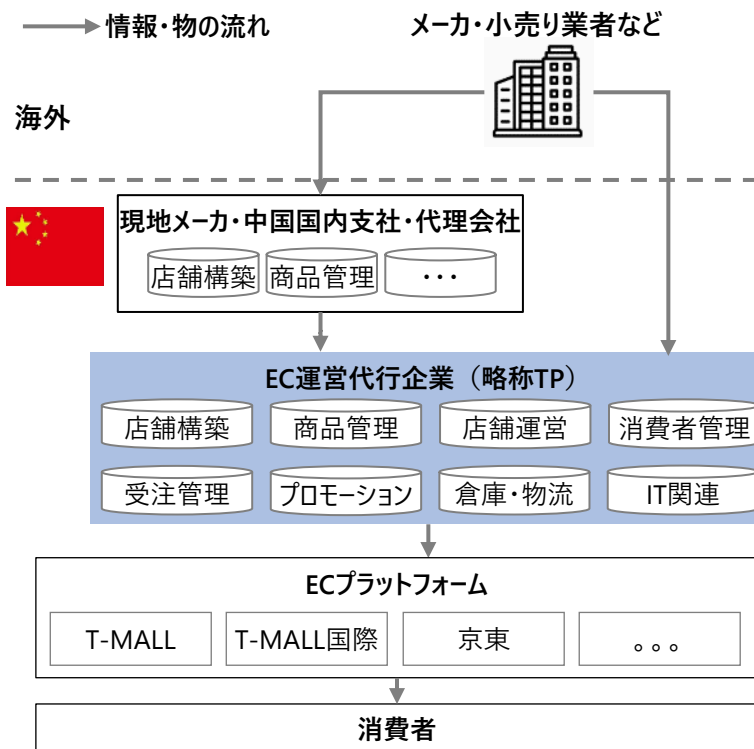 情報・物の流れ
メーカ・小売り業者など
海外
現地メーカ・中国国内支社・代理会社
店舗構築
商品管理
・・・
EC運営代行企業（略称TP）
店舗構築
商品管理
店舗運営
消費者管理
受注管理
プロモーション
倉庫・物流
IT関連
ECプラットフォーム
T-MALL
T-MALL国際
京東
。。。
消費者